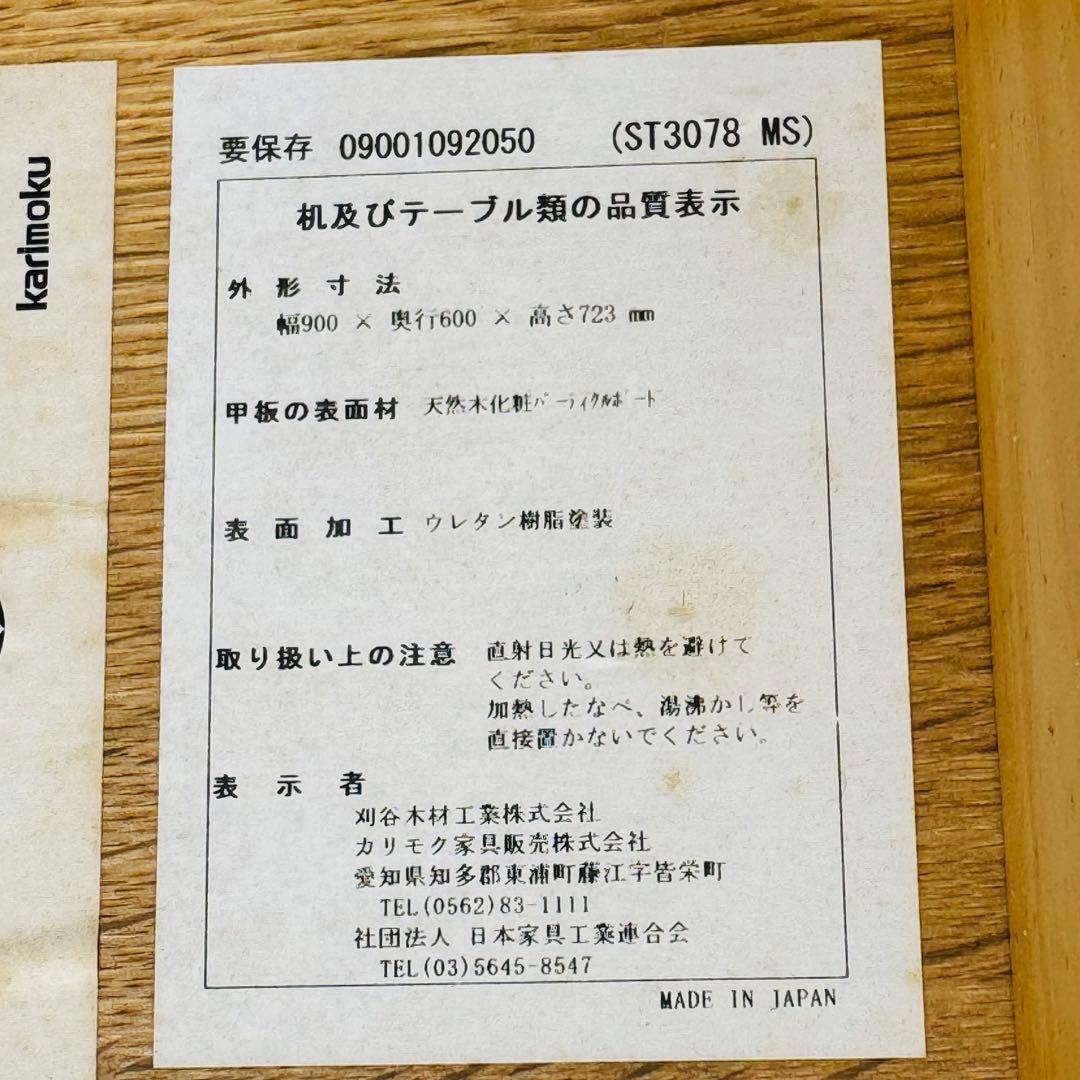 karimoku
要保存 09001092050 (ST3078 MS)
机及びテーブル類の品質表示
外形寸法
幅900 × 奥行600 × 高さ723 mm
甲板の表面材 天然木化粧パーティクルボード
表面加工 ウレタン樹脂塗装
取り扱い上の注意 直射日光又は熱を避けて
ください。
加熱したなべ、湯沸かし等を
直接置かないでください。
表示者
刈谷木材工業株式会社
カリモク家具販売株式会社
愛知県知多郡東浦町藤江字皆栄町
TEL(0562)83-1111
社団法人 日本家具工業連合会
TEL(03)5645-8547
MADE IN JAPAN